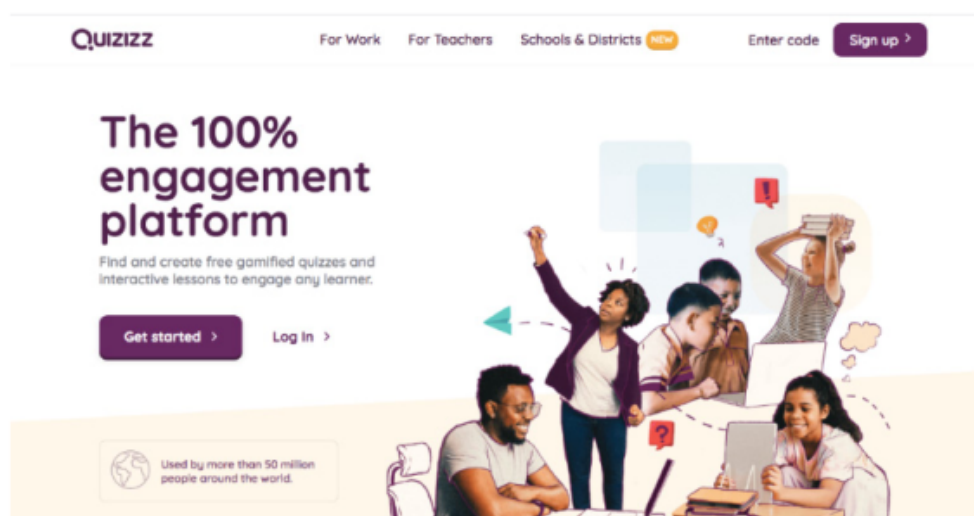 Quizizz
For Work
For Teachers
Schools & Districts NEW
Enter code
Sign up >
The 100%
engagement
platform
Find and create free gamified quizzes and
interactive lessons to engage any learner.
Get started >
Log In >
!
?
Used by more than 50 million
people around the world.